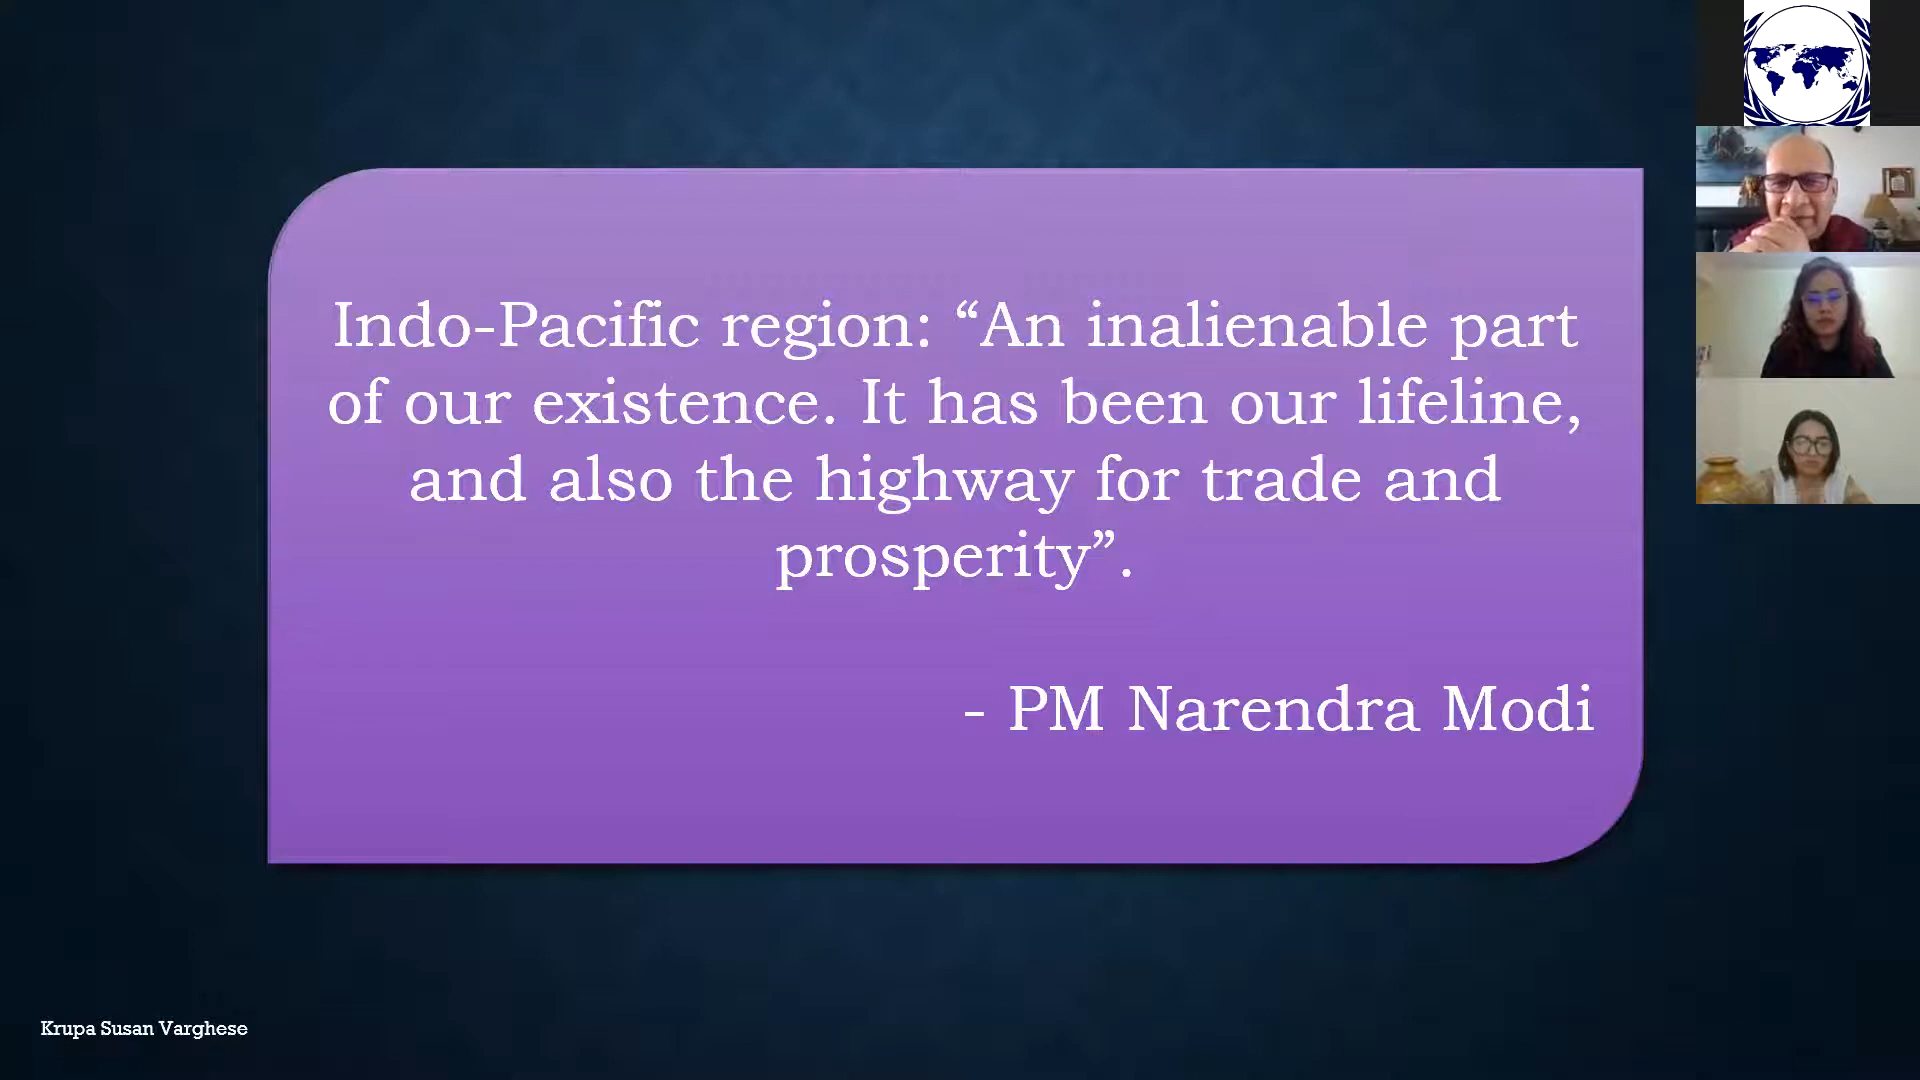 Indo-Pacific region: “An inalienable part
of our existence. It has been our lifeline,
and also the highway for trade and
prosperity”.
- PM Narendra Modi
Krupa Susan Varghese